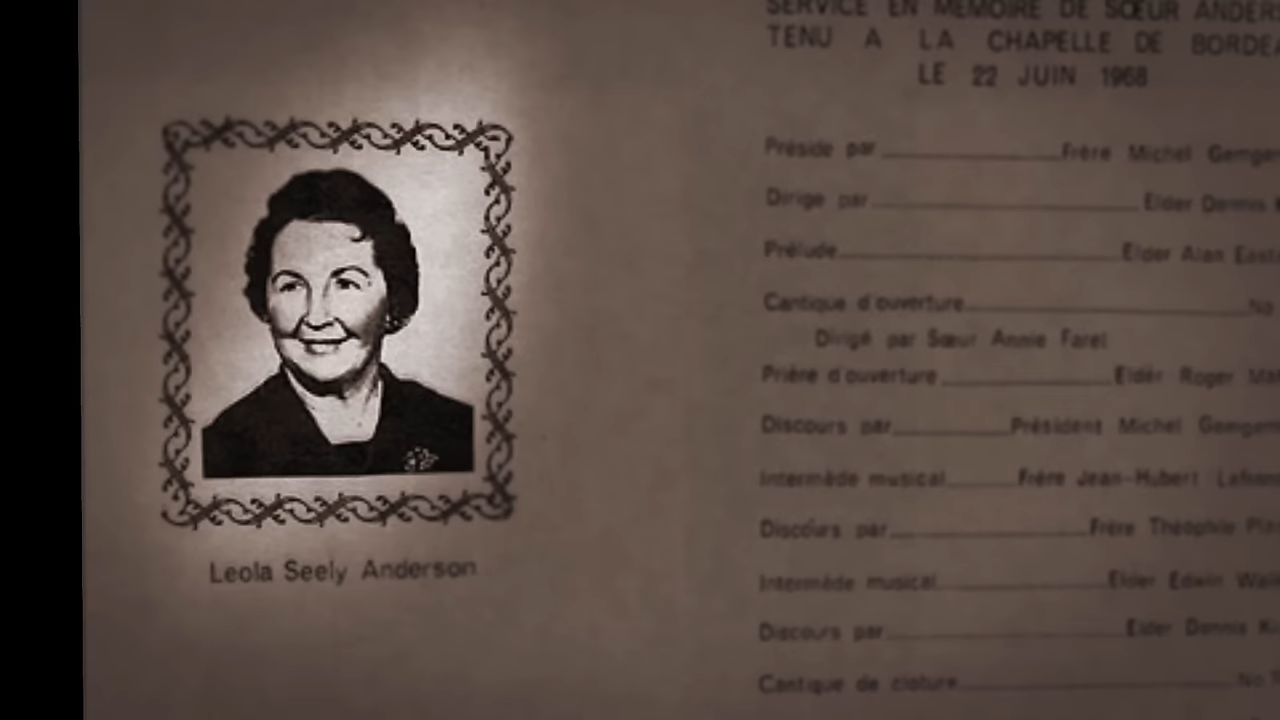 SERVICE EN MEMOIRE DE SŒUR
TENU A LA CHAPELLE DE
LE 22 JUIN 1968
Préside par Frère Michel
Dirige par Elder Dennis
Prélude Elder Alan
Cantique d'ouverture
Dirigé par Sœur Annie Farel
Prière d'ouverture Elder Roger
Discours par Président Michel
Intermède musical Frère Jean-Hubert
Discours par Frère Théophile
Intermède musical Elder Edwin
Discours par Elder Dennis
Cantique de cloture No
Leola Seely Anderson